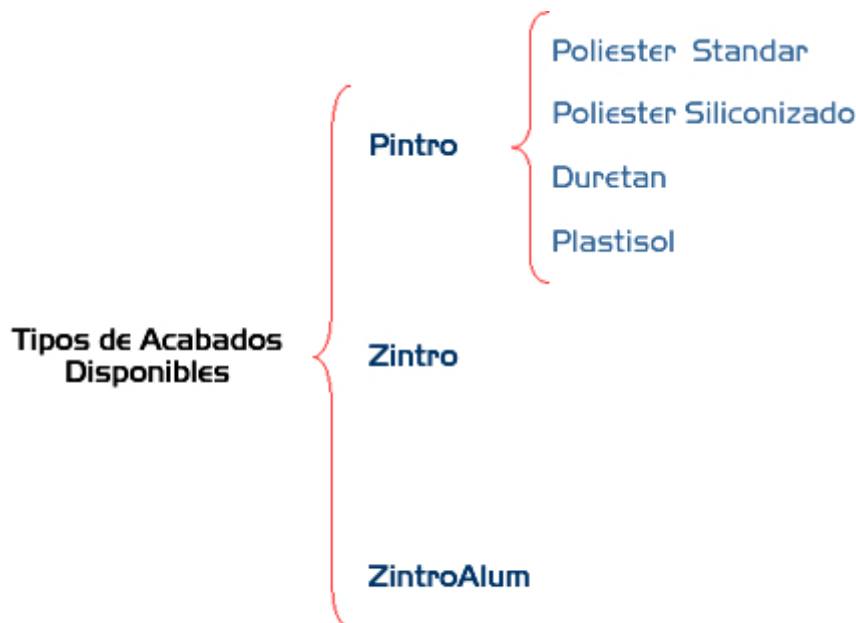 Tipos de Acabados
Disponibles
Pintro
Poliester Standar
Poliester Siliconizado
Duretan
Plastisol
Zintro
ZintroAlum